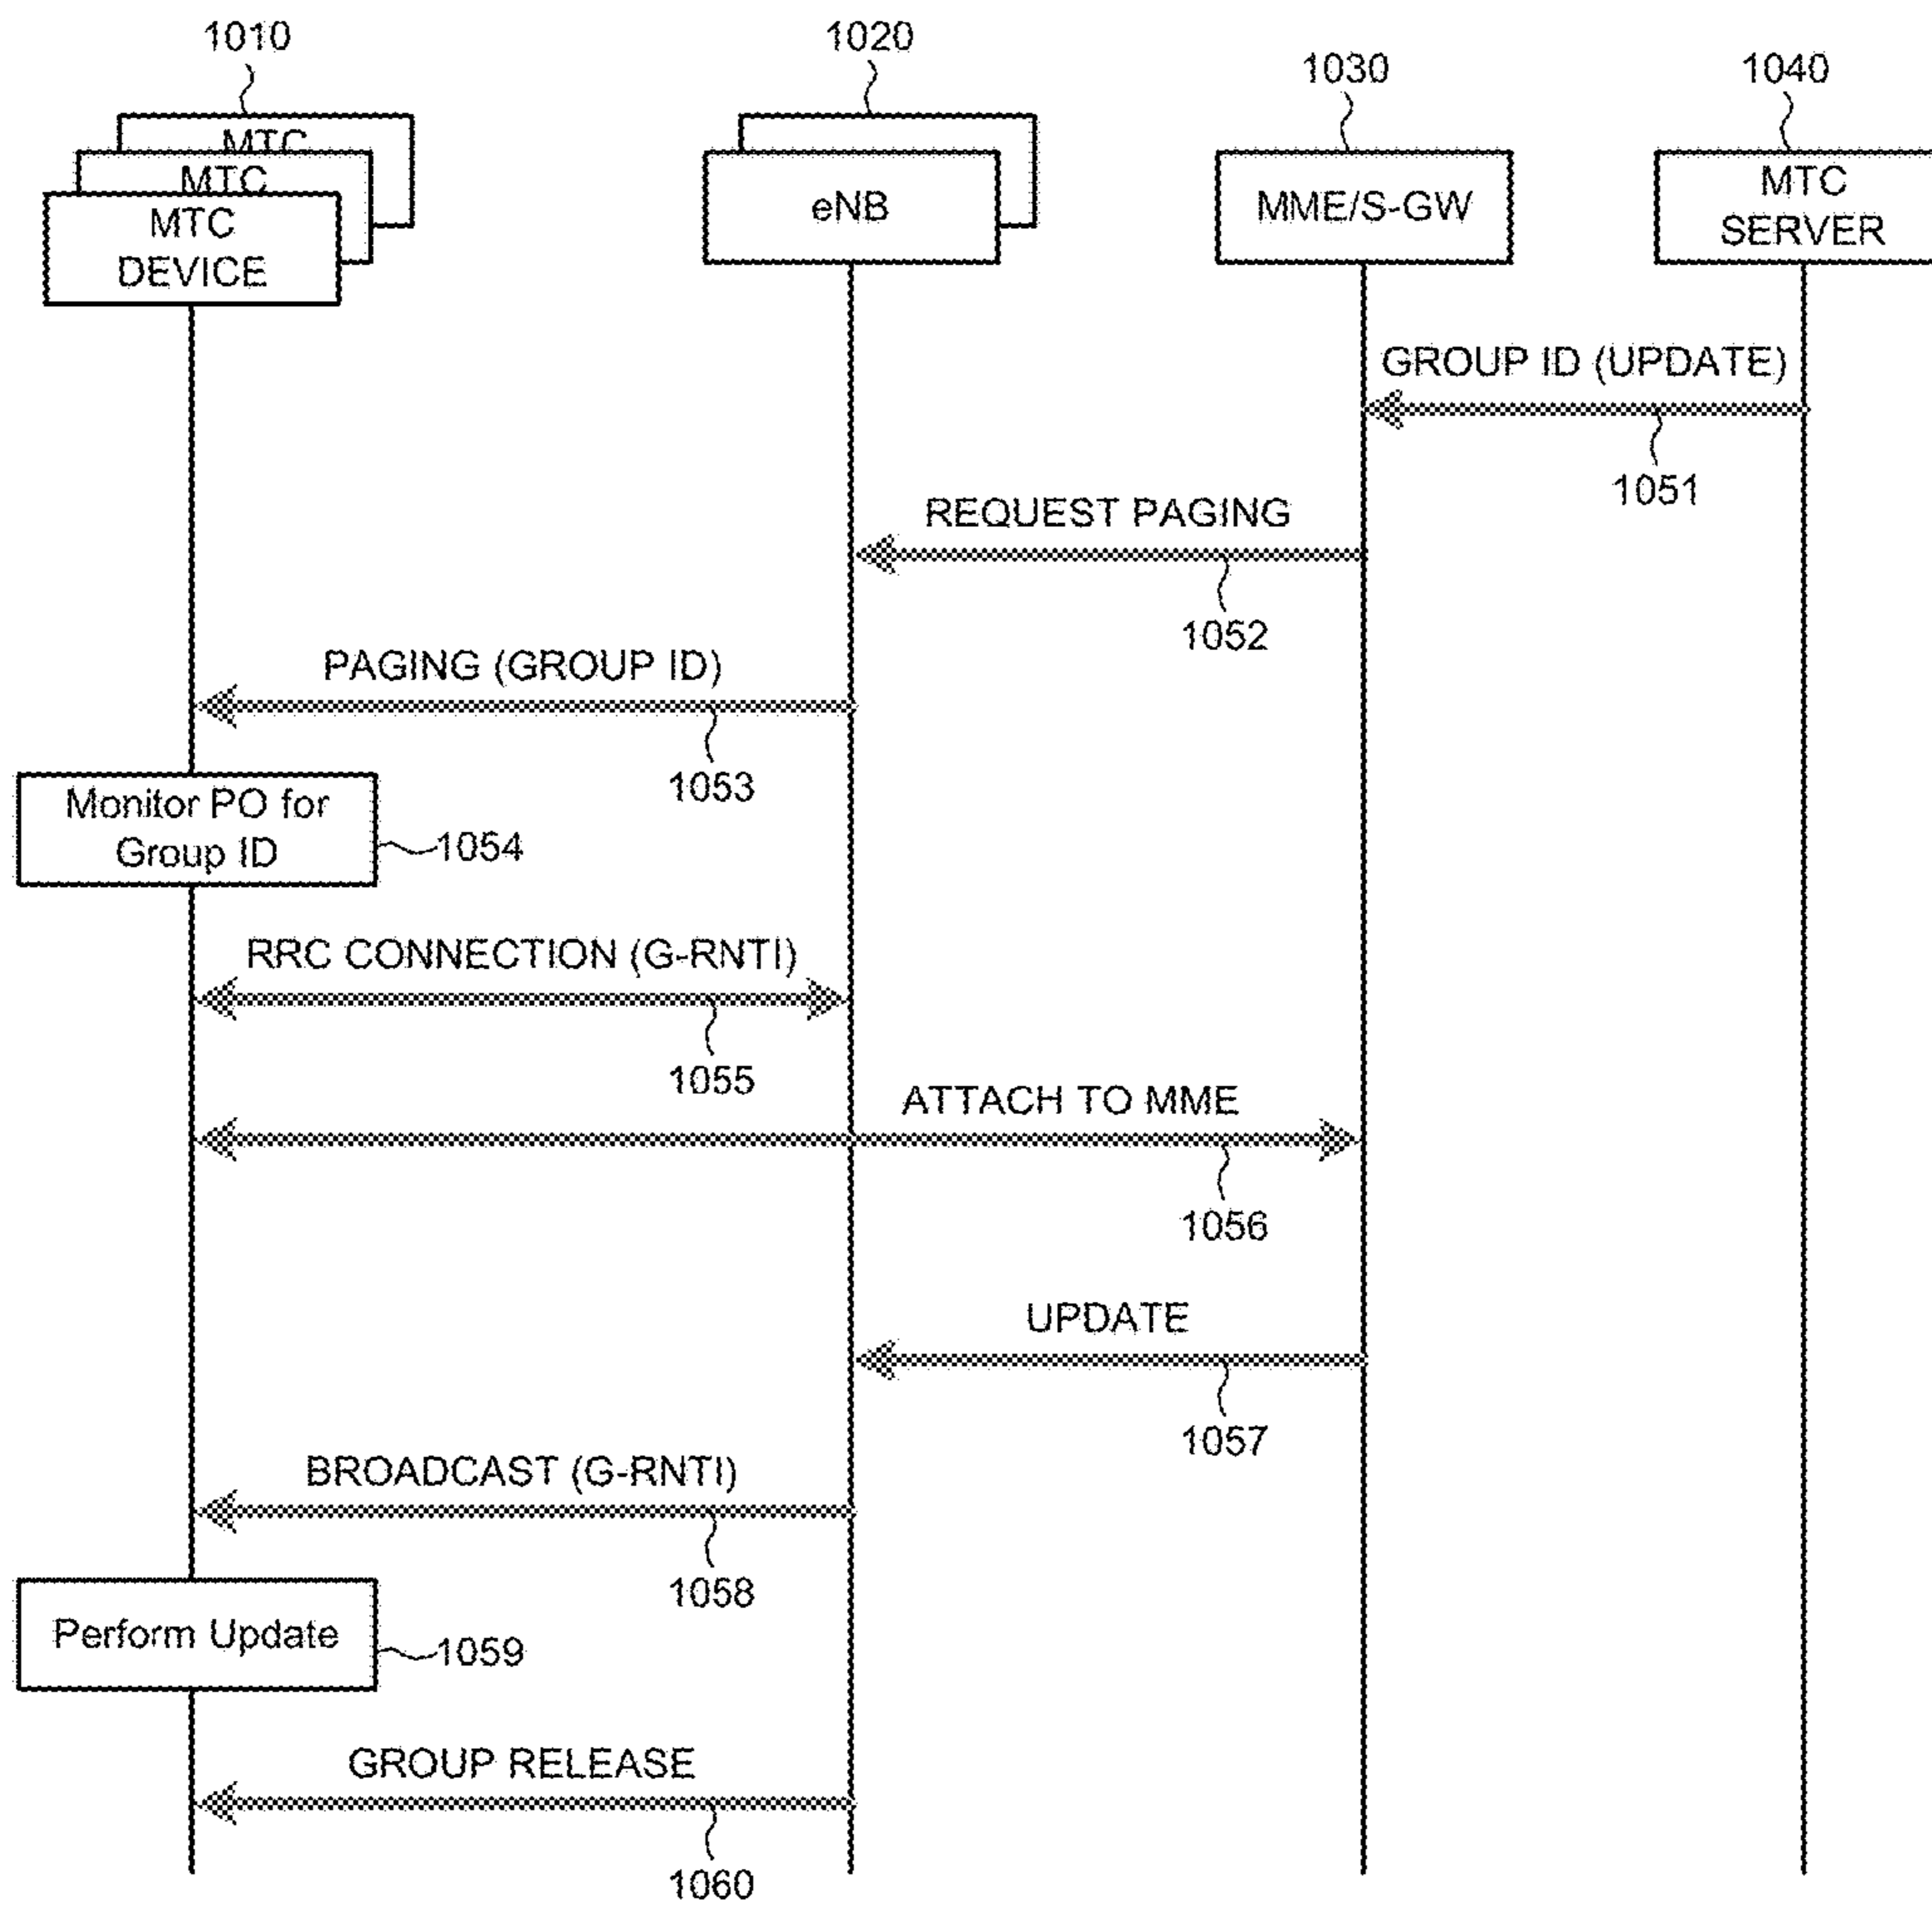 1010
1020
1030
1040
MTC
MTC
MTC
DEVICE
eNB
MME/S-GW
MTC
SERVER
GROUP ID (UPDATE)
1051
REQUEST PAGING
1052
PAGING (GROUP ID)
1053
Monitor PO for
Group ID
1054
RRC CONNECTION (G-RNTI)
1055
ATTACH TO MME
1056
UPDATE
1057
BROADCAST (G-RNTI)
1058
Perform Update
1059
GROUP RELEASE
1060